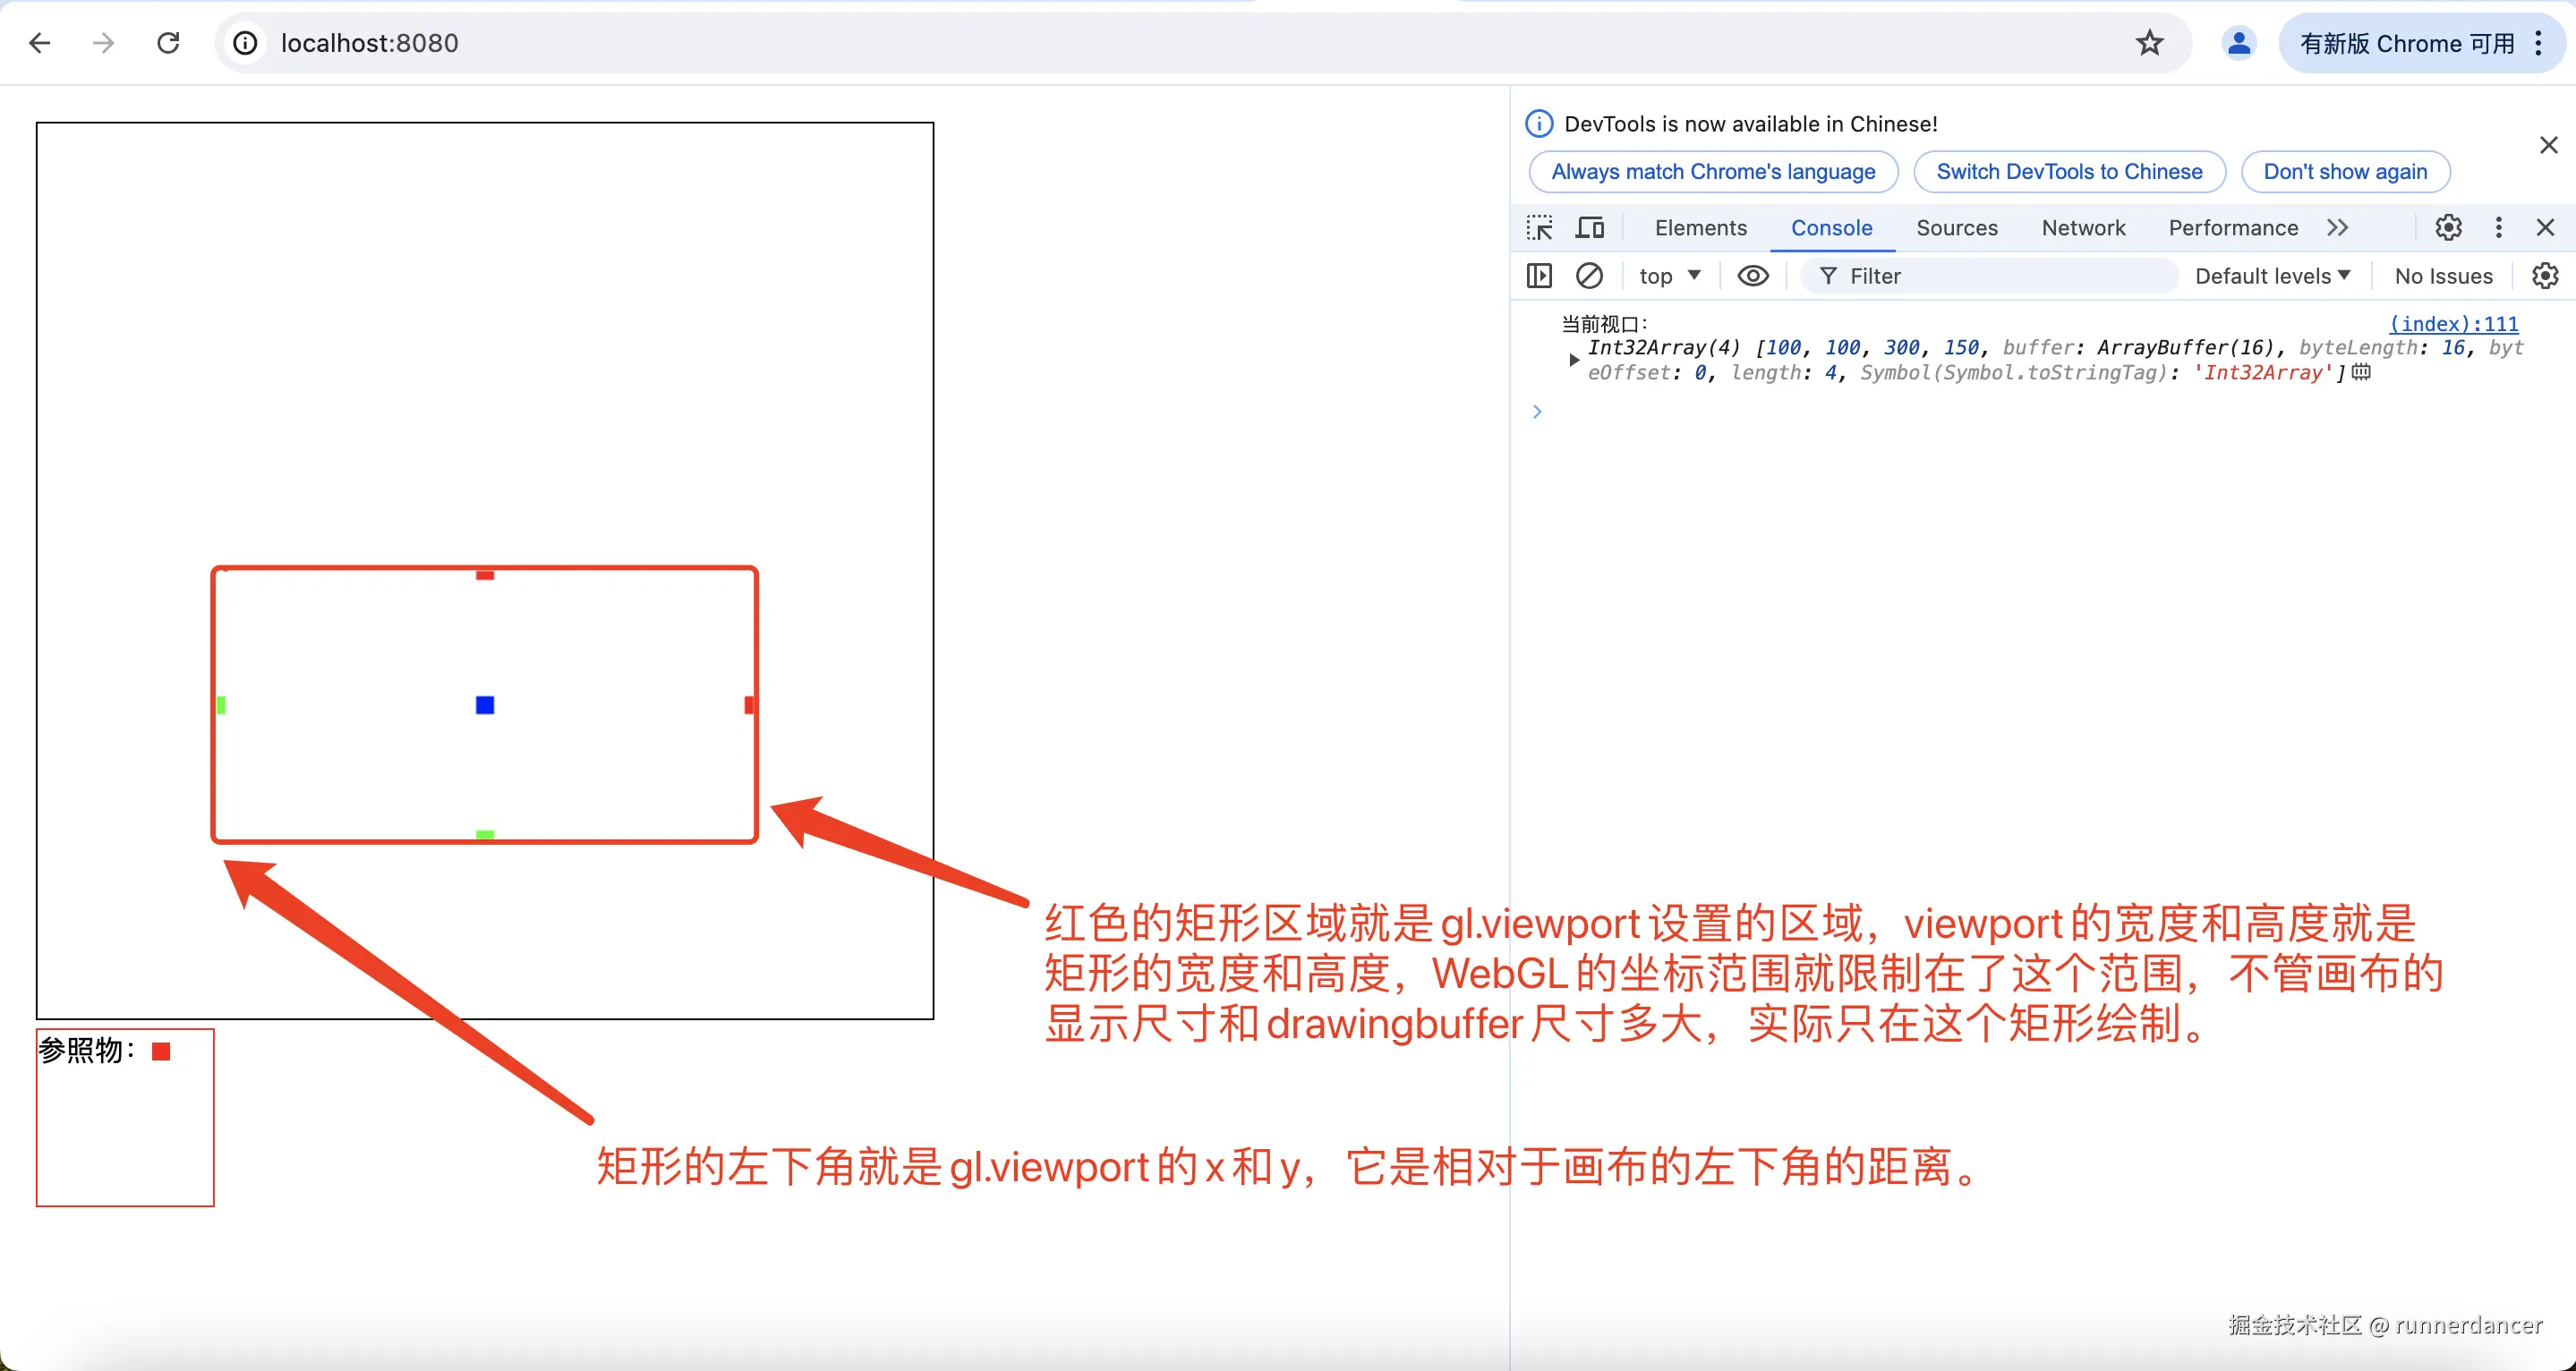 localhost:8080
有新版 Chrome 可用
DevTools is now available in Chinese!
Always match Chrome's language
Switch DevTools to Chinese
Don't show again
Elements
Console
Sources
Network
Performance
top
Filter
Default levels
No Issues
当前视口：
(index):111
Int32Array(4) [100, 100, 300, 150, buffer: ArrayBuffer(16), byteLength: 16, byt
eOffset: 0, length: 4, Symbol(Symbol.toStringTag): 'Int32Array']
红色的矩形区域就是gl.viewport设置的区域，viewport的宽度和高度就是
矩形的宽度和高度，WebGL的坐标范围就限制在了这个范围，不管画布的
显示尺寸和drawingbuffer尺寸多大，实际只在这个矩形绘制。
参照物：
矩形的左下角就是gl.viewport的x和y，它是相对于画布的左下角的距离。
掘金技术社区 @ runnerdancer